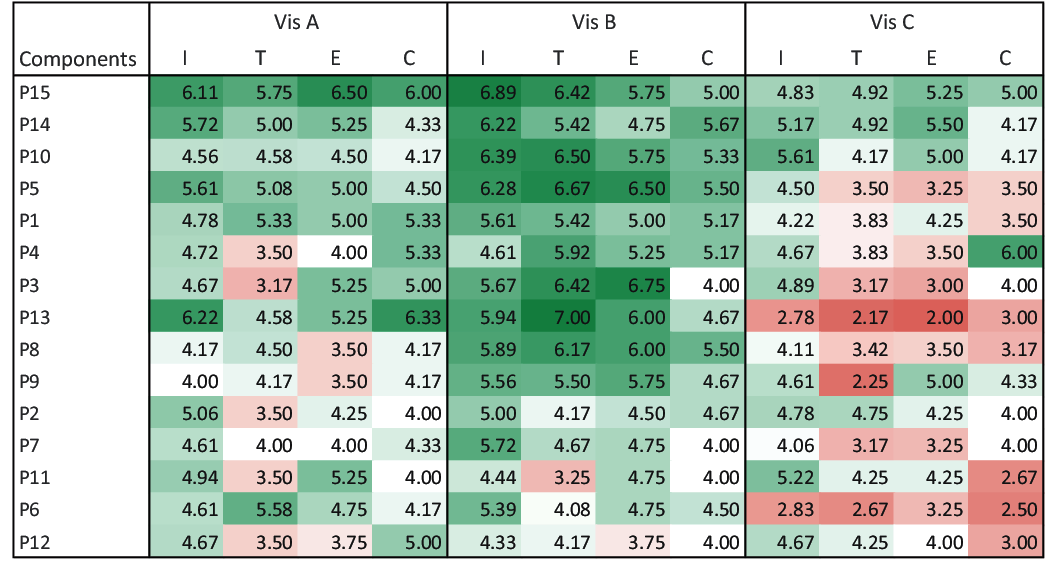 Vis A Vis B Vis C
Components I T E C I T E C I T E C
P15 6.11 5.75 6.50 6.00 6.89 6.42 5.75 5.00 4.83 4.92 5.25 5.00
P14 5.72 5.00 5.25 4.33 6.22 5.42 4.75 5.67 5.17 4.92 5.50 4.17
P10 4.56 4.58 4.50 4.17 6.39 6.50 5.75 5.33 5.61 4.17 5.00 4.17
P5 5.61 5.08 5.00 4.50 6.28 6.67 6.50 5.50 4.50 3.50 3.25 3.50
P1 4.78 5.33 5.00 5.33 5.61 5.42 5.00 5.17 4.22 3.83 4.25 3.50
P4 4.72 3.50 4.00 5.33 4.61 5.92 5.25 5.17 4.67 3.83 3.50 6.00
P3 4.67 3.17 5.25 5.00 5.67 6.42 6.75 4.00 4.89 3.17 3.00 4.00
P13 6.22 4.58 5.25 6.33 5.94 7.00 6.00 4.67 2.78 2.17 2.00 3.00
P8 4.17 4.50 3.50 4.17 5.89 6.17 6.00 5.50 4.11 3.42 3.50 3.17
P9 4.00 4.17 3.50 4.17 5.56 5.50 5.75 4.67 4.61 2.25 5.00 4.33
P2 5.06 3.50 4.25 4.00 5.00 4.17 4.50 4.67 4.78 4.75 4.25 4.00
P7 4.61 4.00 4.00 4.33 5.72 4.67 4.75 4.00 4.06 3.17 3.25 4.00
P11 4.94 3.50 5.25 4.00 4.44 3.25 4.75 4.00 5.22 4.25 4.25 2.67
P6 4.61 5.58 4.75 4.17 5.39 4.08 4.75 4.50 2.83 2.67 3.25 2.50
P12 4.67 3.50 3.75 5.00 4.33 4.17 3.75 4.00 4.67 4.25 4.00 3.00